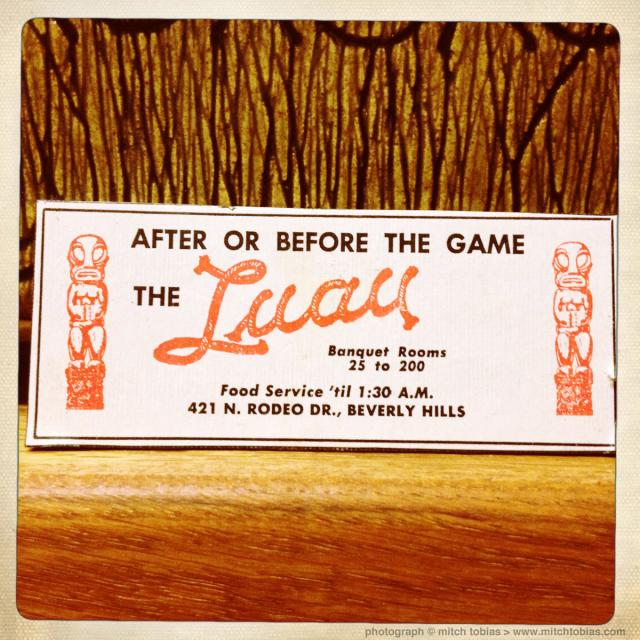 AFTER OR BEFORE THE GAME
THE Luau
Banquet Rooms
25 to 200
Food Service 'til 1:30 A.M.
421 N. RODEO DR., BEVERLY HILLS
photograph © mitch tobias > www.mitchtobias.com